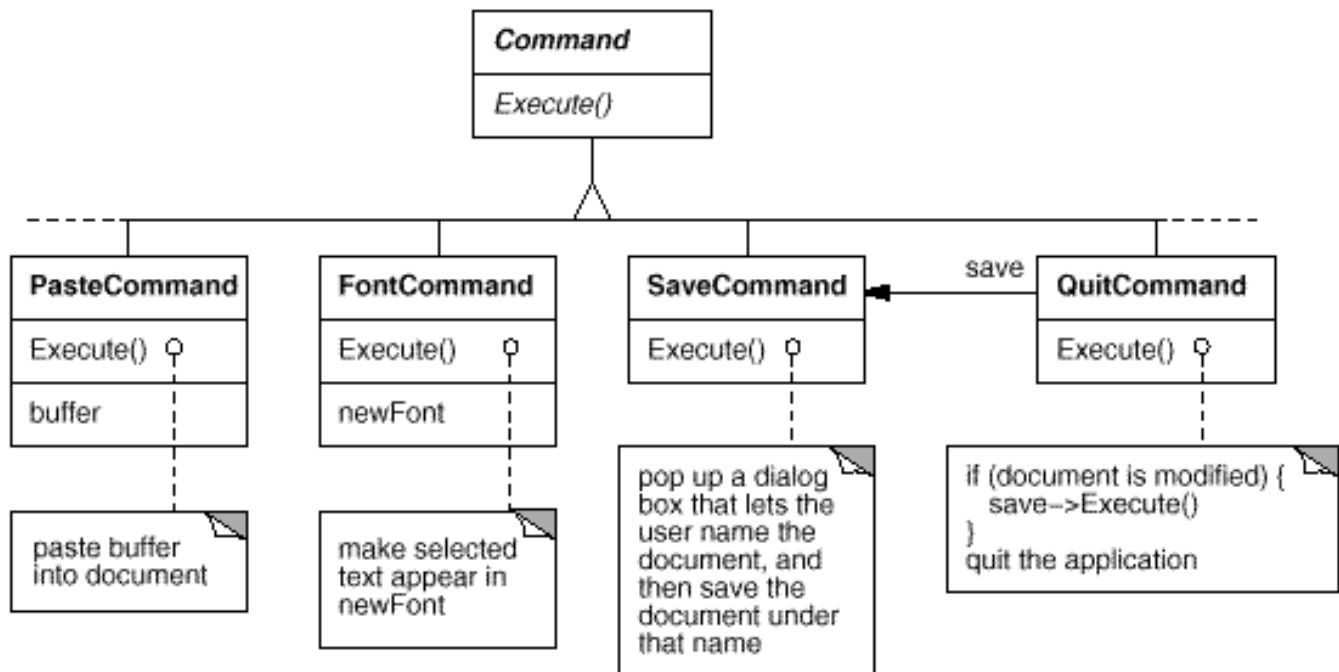 Command
Execute()
PasteCommand
Execute()
buffer
paste buffer
into document
FontCommand
Execute()
newFont
make selected
text appear in
newFont
SaveCommand
Execute()
pop up a dialog
box that lets the
user name the
document, and
then save the
document under
that name
save
QuitCommand
Execute()
if (document is modified) {
save−>Execute()
}
quit the application